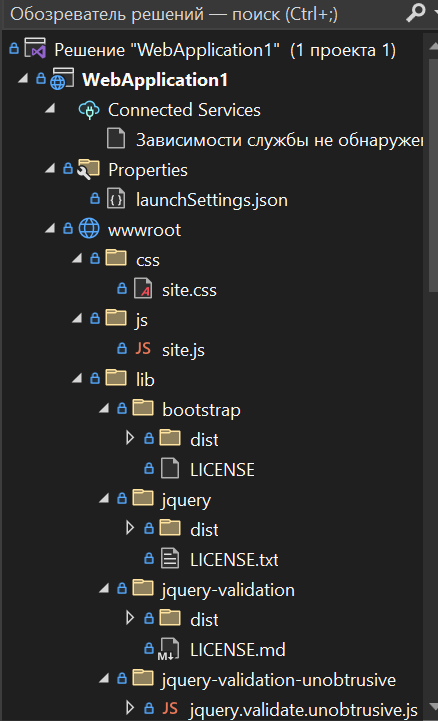 Обозреватель решений — поиск (Ctrl+;)
Решение "WebApplication1" (1 проекта 1)
WebApplication1
Connected Services
Зависимости службы не обнаружен
Properties
launchSettings.json
wwwroot
css
site.css
js
JS site.js
lib
bootstrap
dist
LICENSE
jquery
dist
LICENSE.txt
jquery-validation
dist
M↓ LICENSE.md
jquery-validation-unobtrusive
JS jquery.validate.unobtrusive.js